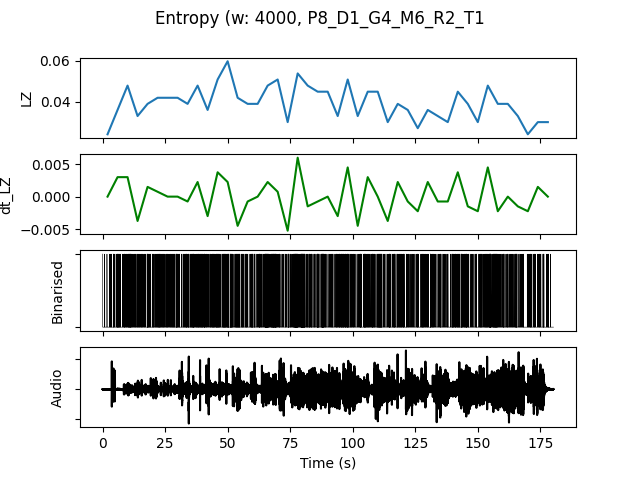 Entropy (w: 4000, P8_D1_G4_M6_R2_T1
0.06
0.04
LZ
0.005
0.000
−0.005
dt_LZ
Binarised
Audio
0 25 50 75 100 125 150 175
Time (s)